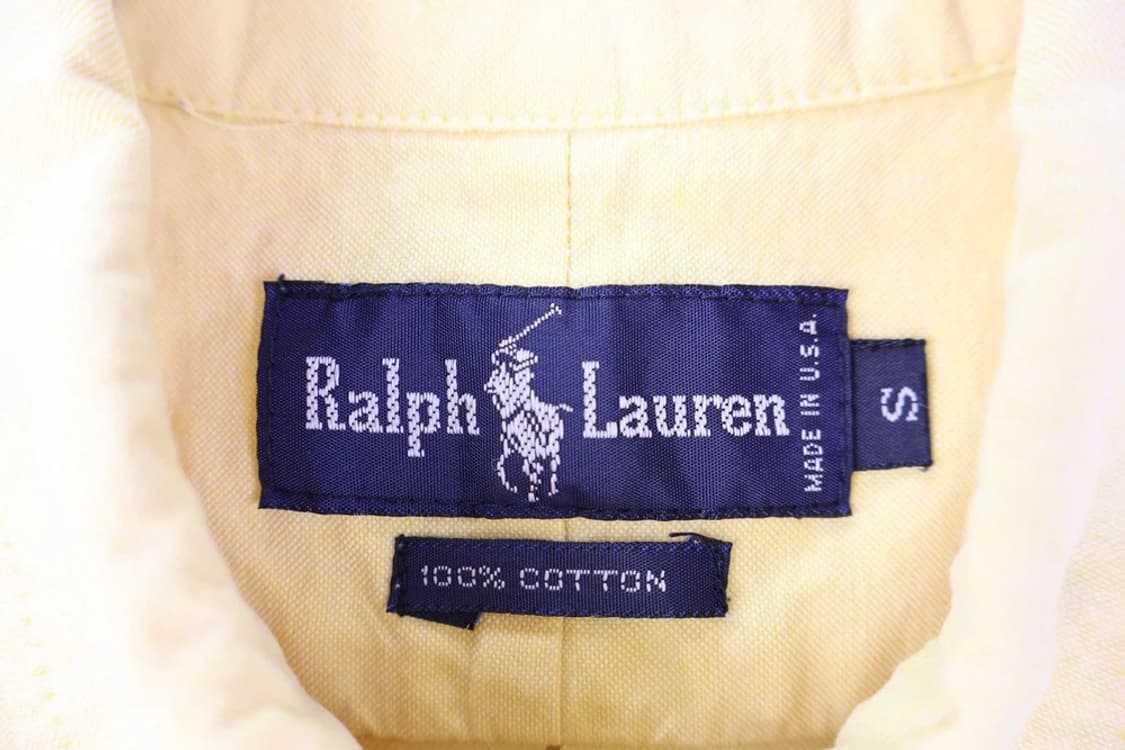 Ralph Lauren
MADE IN U.S.A.
S
100% COTTON